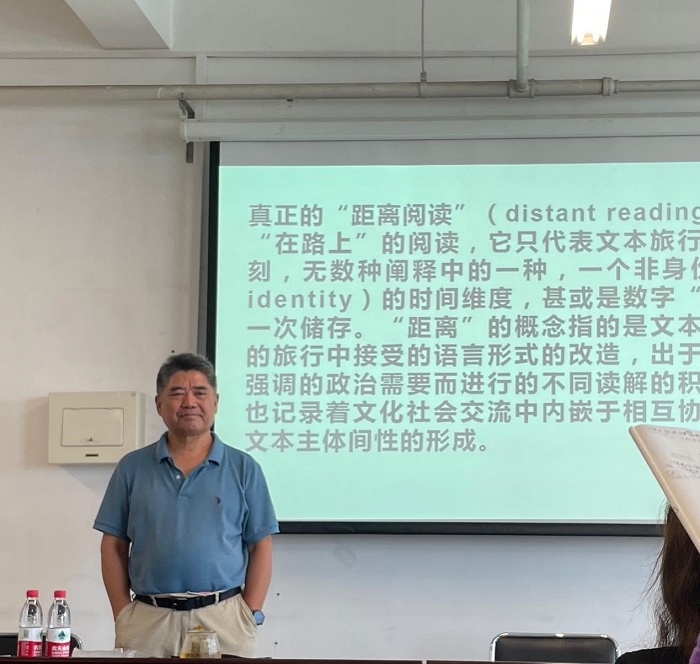 真正的“距离阅读”（distant reading
“在路上”的阅读，它只代表文本旅行
刻，无数种阐释中的一种，一个非身份
identity）的时间维度，甚或是数字“
一次储存。“距离”的概念指的是文本
的旅行中接受的语言形式的改造，出于
强调的政治需要而进行的不同读解的积
也记录着文化社会交流中内嵌于相互协
文本主体间性的形成。